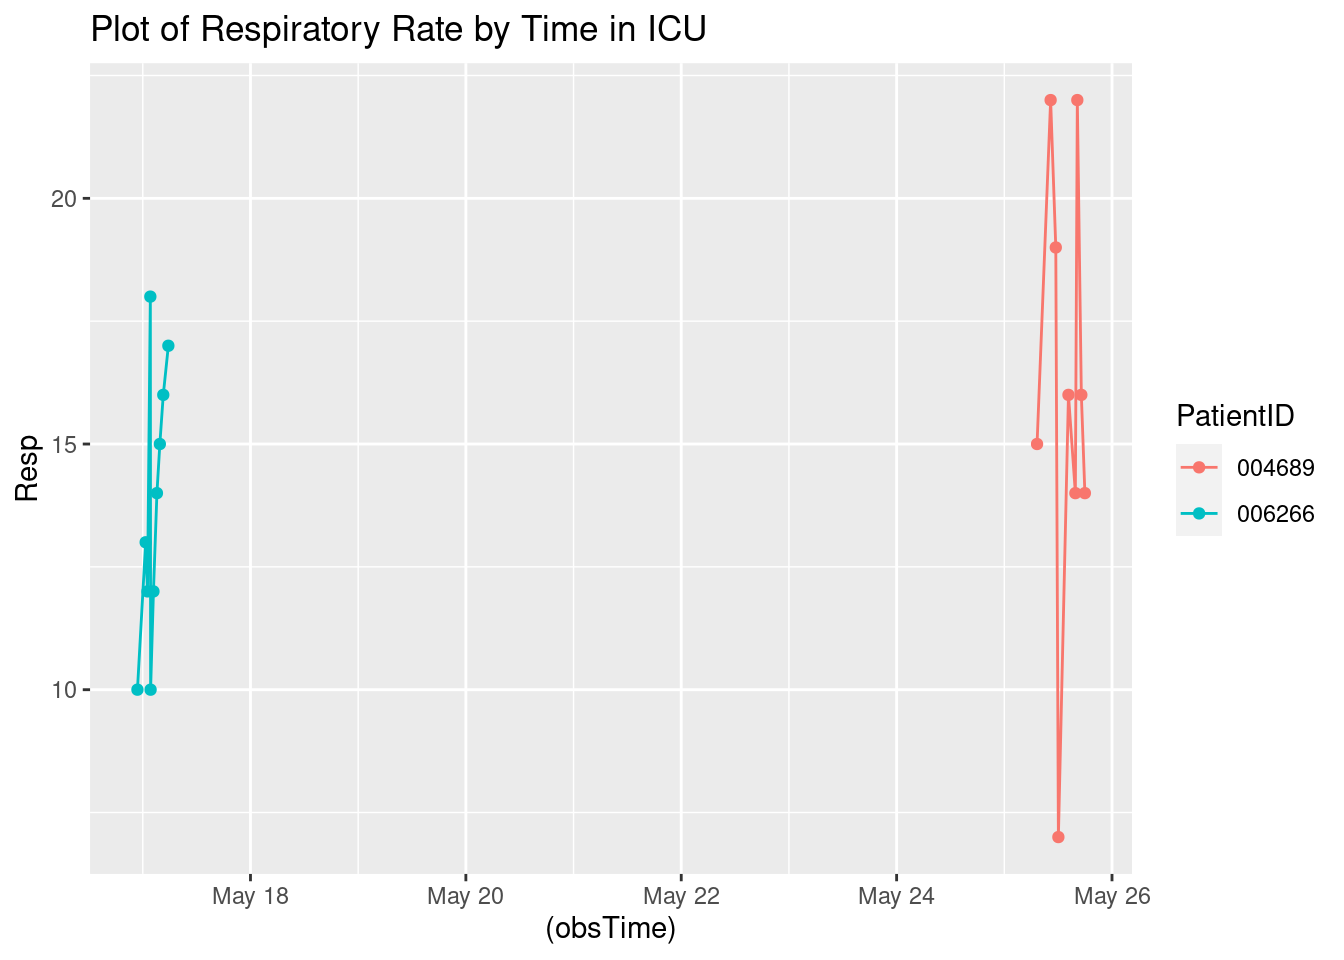 Plot of Respiratory Rate by Time in ICU
20
15
10
Resp
May 18
May 20
May 22
May 24
May 26
(obsTime)
PatientID
004689
006266